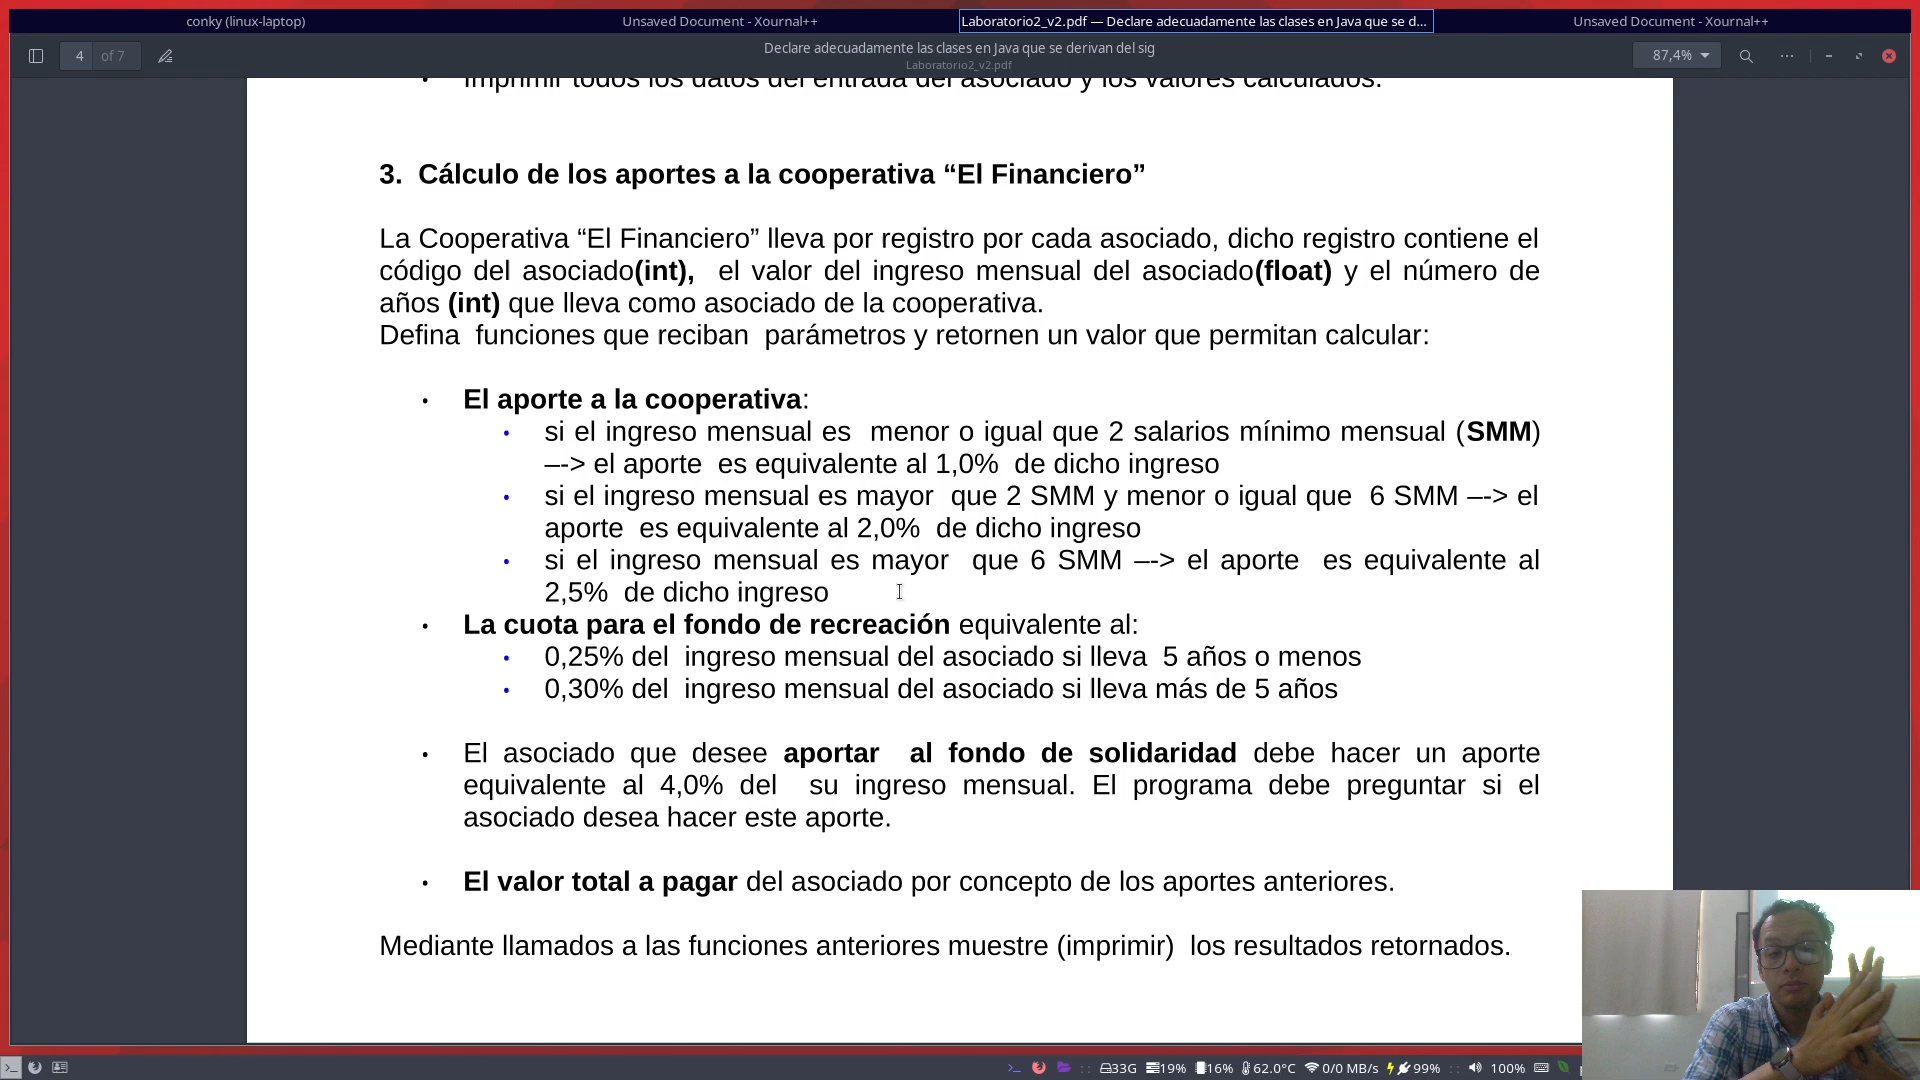 conky (linux-laptop)
Unsaved Document - Xournal++
Laboratorio2_v2.pdf — Declare adecuadamente las clases en Java que se d...
Unsaved Document - Xournal++
4 of 7
Declare adecuadamente las clases en Java que se derivan del sig
Laboratorio2_v2.pdf
87,4%
• Imprimir todos los datos del entrada del asociado y los valores calculados.
3. Cálculo de los aportes a la cooperativa “El Financiero”
La Cooperativa “El Financiero” lleva por registro por cada asociado, dicho registro contiene el
código del asociado(int), el valor del ingreso mensual del asociado(float) y el número de
años (int) que lleva como asociado de la cooperativa.
Defina funciones que reciban parámetros y retornen un valor que permitan calcular:
• El aporte a la cooperativa:
• si el ingreso mensual es menor o igual que 2 salarios mínimo mensual (SMM)
–-> el aporte es equivalente al 1,0% de dicho ingreso
• si el ingreso mensual es mayor que 2 SMM y menor o igual que 6 SMM –-> el
aporte es equivalente al 2,0% de dicho ingreso
• si el ingreso mensual es mayor que 6 SMM –-> el aporte es equivalente al
2,5% de dicho ingreso
• La cuota para el fondo de recreación equivalente al:
• 0,25% del ingreso mensual del asociado si lleva 5 años o menos
• 0,30% del ingreso mensual del asociado si lleva más de 5 años
• El asociado que desee aportar al fondo de solidaridad debe hacer un aporte
equivalente al 4,0% del su ingreso mensual. El programa debe preguntar si el
asociado desea hacer este aporte.
• El valor total a pagar del asociado por concepto de los aportes anteriores.
Mediante llamados a las funciones anteriores muestre (imprimir) los resultados retornados.
33G 19% 16% 62.0°C 0/0 MB/s 99% 100%